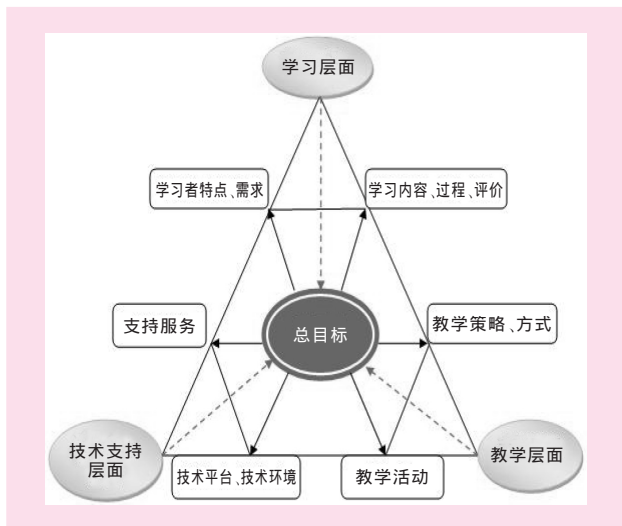 学习层面
学习者特点、需求
学习内容、过程、评价
支持服务
总目标
教学策略、方式
技术支持
层面
技术平台、技术环境
教学活动
教学层面